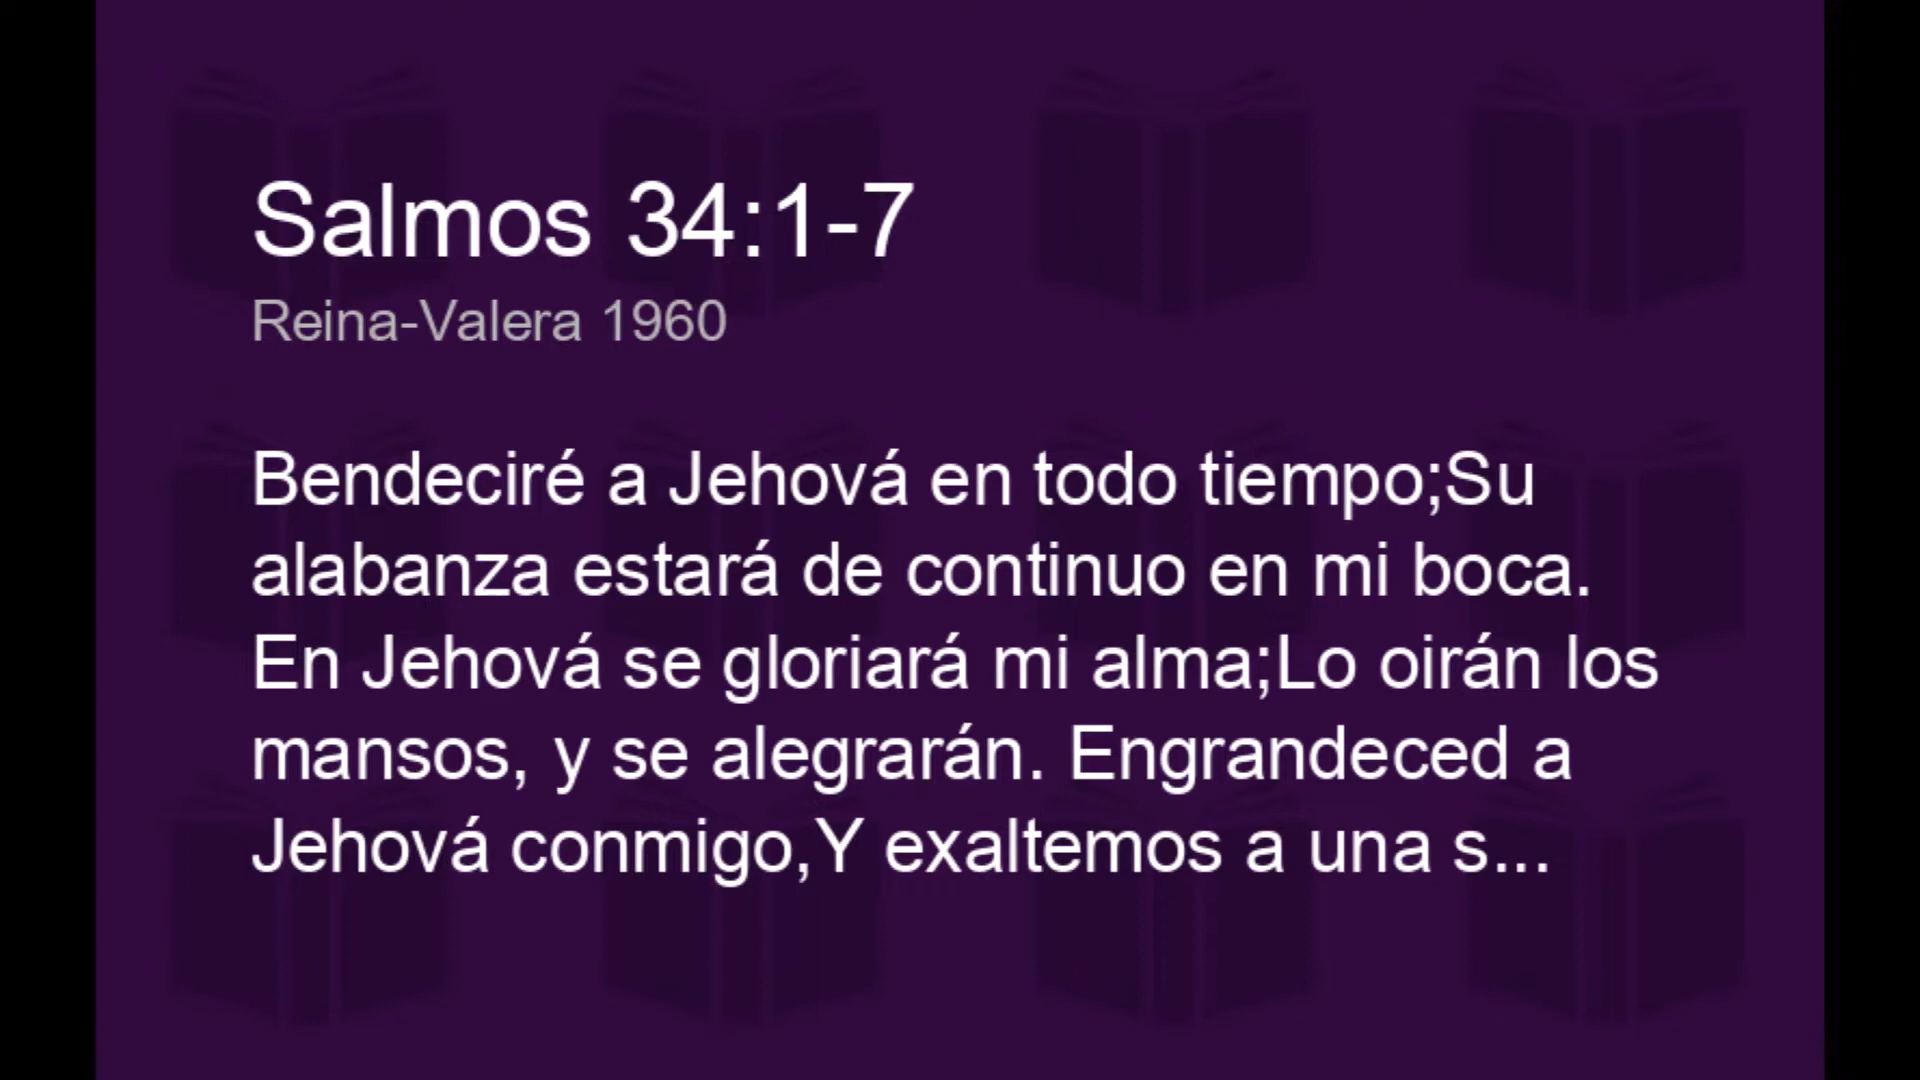 Salmos 34:1-7
Reina-Valera 1960
Bendeciré a Jehová en todo tiempo;Su
alabanza estará de continuo en mi boca.
En Jehová se gloriará mi alma;Lo oirán los
mansos, y se alegrarán. Engrandeced a
Jehová conmigo,Y exaltemos a una s...